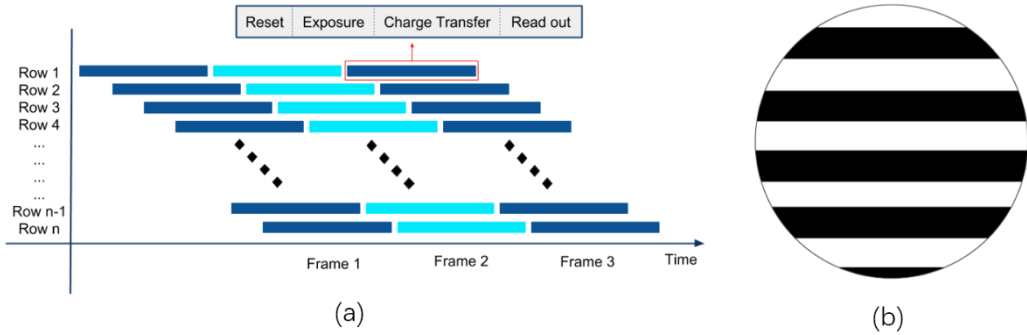 Reset Exposure Charge Transfer Read out
Row 1
Row 2
Row 3
Row 4
...
...
...
...
Row n-1
Row n
Frame 1 Frame 2 Frame 3 Time
(a) (b)